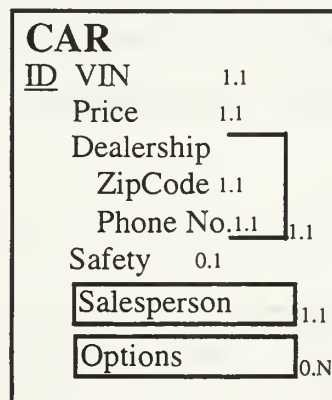 CAR
ID VIN 1.1
Price 1.1
Dealership
ZipCode 1.1
Phone No. 1.1 1.1
Safety 0.1
Salesperson 1.1
Options 0.N